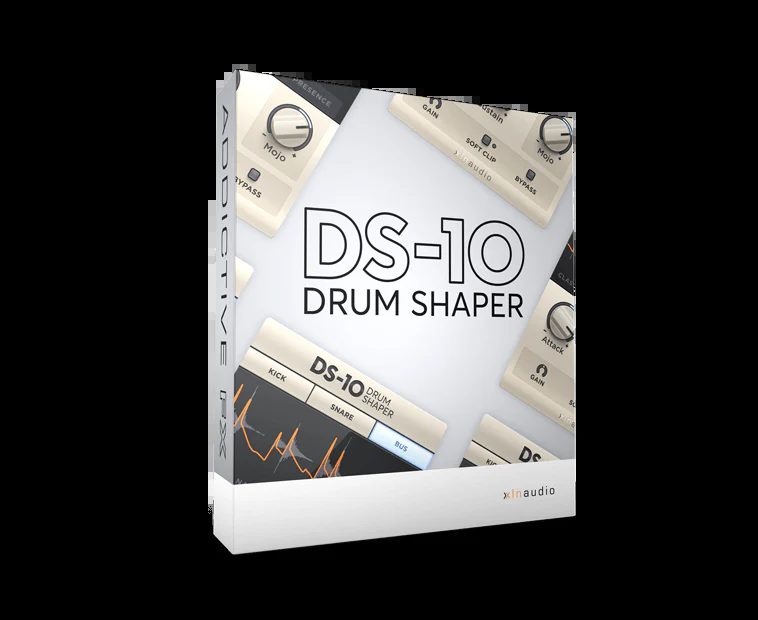 ADDICTIVE FX
PRESENCE
Mojo
BYPASS
GAIN
SOFT CLIP
xlnaudio
BYPASS
Mojo
DS-10
DRUM SHAPER
Attack
GAIN
DS-10 DRUM
SHAPER
KICK
SNARE
BUS
DS
xlnaudio